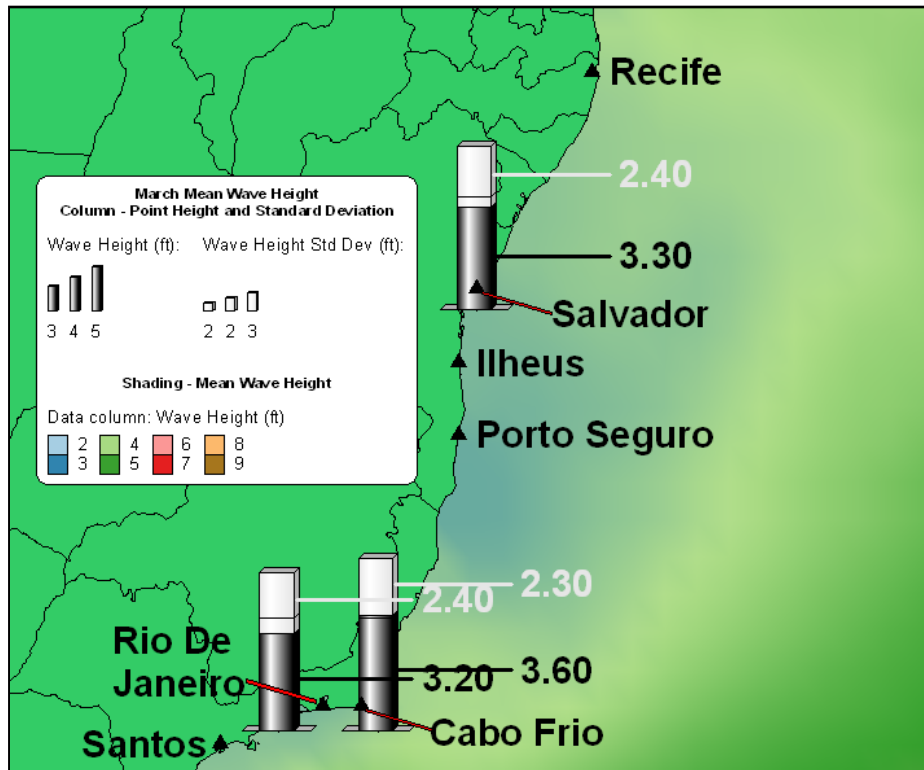 Recife
2.40
March Mean Wave Height
Column - Point Height and Standard Deviation
Wave Height (ft): Wave Height Std Dev (ft):
3.30
Salvador
3 4 5 2 2 3
Ilheus
Shading - Mean Wave Height
Data column: Wave Height (ft)
Porto Seguro
2 4 6 8
3 5 7 9
2.30
2.40
Rio De
Janeiro
3.20
3.60
Cabo Frio
Santos